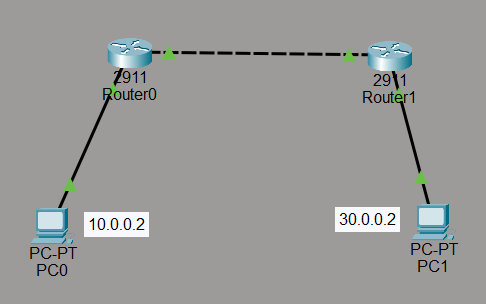 2911
Router0
2911
Router1
10.0.0.2
30.0.0.2
PC-PT
PC0
PC-PT
PC1